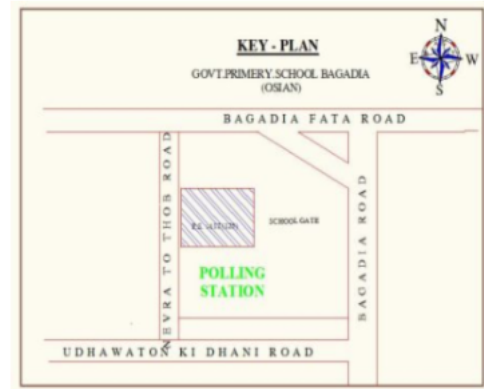 KEY - PLAN
GOVT.PRIMERY.SCHOOL BAGADIA
(OSIAN)
N
E W
S
BAGADIA FATA ROAD
NEVRA TO THOB ROAD
SCHOOL GATE
BAGADIA ROAD
POLLING
STATION
UDHAWATON KI DHANI ROAD